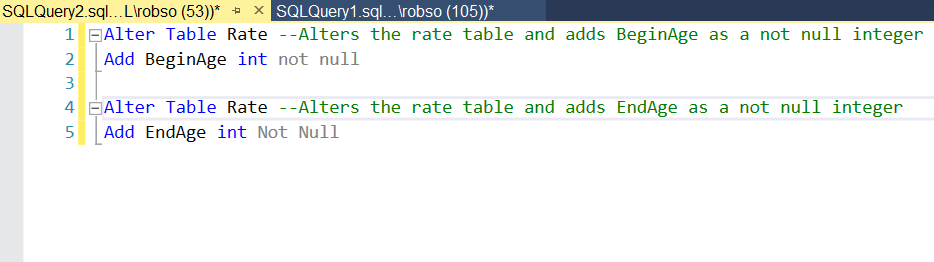 SQLQuery2.sql...L\robso (53))* SQLQuery1.sql...\robso (105))*
1 Alter Table Rate --Alters the rate table and adds BeginAge as a not null integer
2 Add BeginAge int not null
3
4 Alter Table Rate --Alters the rate table and adds EndAge as a not null integer
5 Add EndAge int Not Null